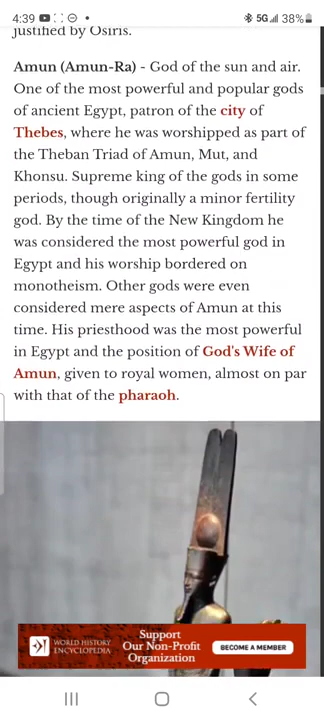 4:39
5G 38%
justified by Osiris.
Amun (Amun-Ra) - God of the sun and air.
One of the most powerful and popular gods
of ancient Egypt, patron of the city of
Thebes, where he was worshipped as part of
the Theban Triad of Amun, Mut, and
Khonsu. Supreme king of the gods in some
periods, though originally a minor fertility
god. By the time of the New Kingdom he
was considered the most powerful god in
Egypt and his worship bordered on
monotheism. Other gods were even
considered mere aspects of Amun at this
time. His priesthood was the most powerful
in Egypt and the position of God's Wife of
Amun, given to royal women, almost on par
with that of the pharaoh.
WORLD HISTORY
ENCYCLOPEDIA
Support
Our Non-Profit
Organization
BECOME A MEMBER